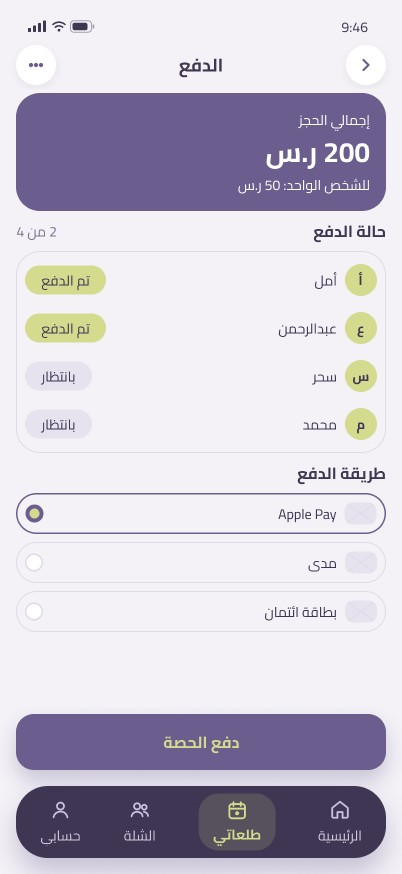 9:46
الدفع
إجمالي الحجز
200 ر.س
للشخص الواحد: 50 ر.س
حالة الدفع
2 من 4
أ
أمل
تم الدفع
ع
عبدالرحمن
تم الدفع
س
سحر
بانتظار
م
محمد
بانتظار
طريقة الدفع
Apple Pay
مدى
بطاقة ائتمان
دفع الحصة
الرئيسية
طلعاتي
الشلة
حسابي